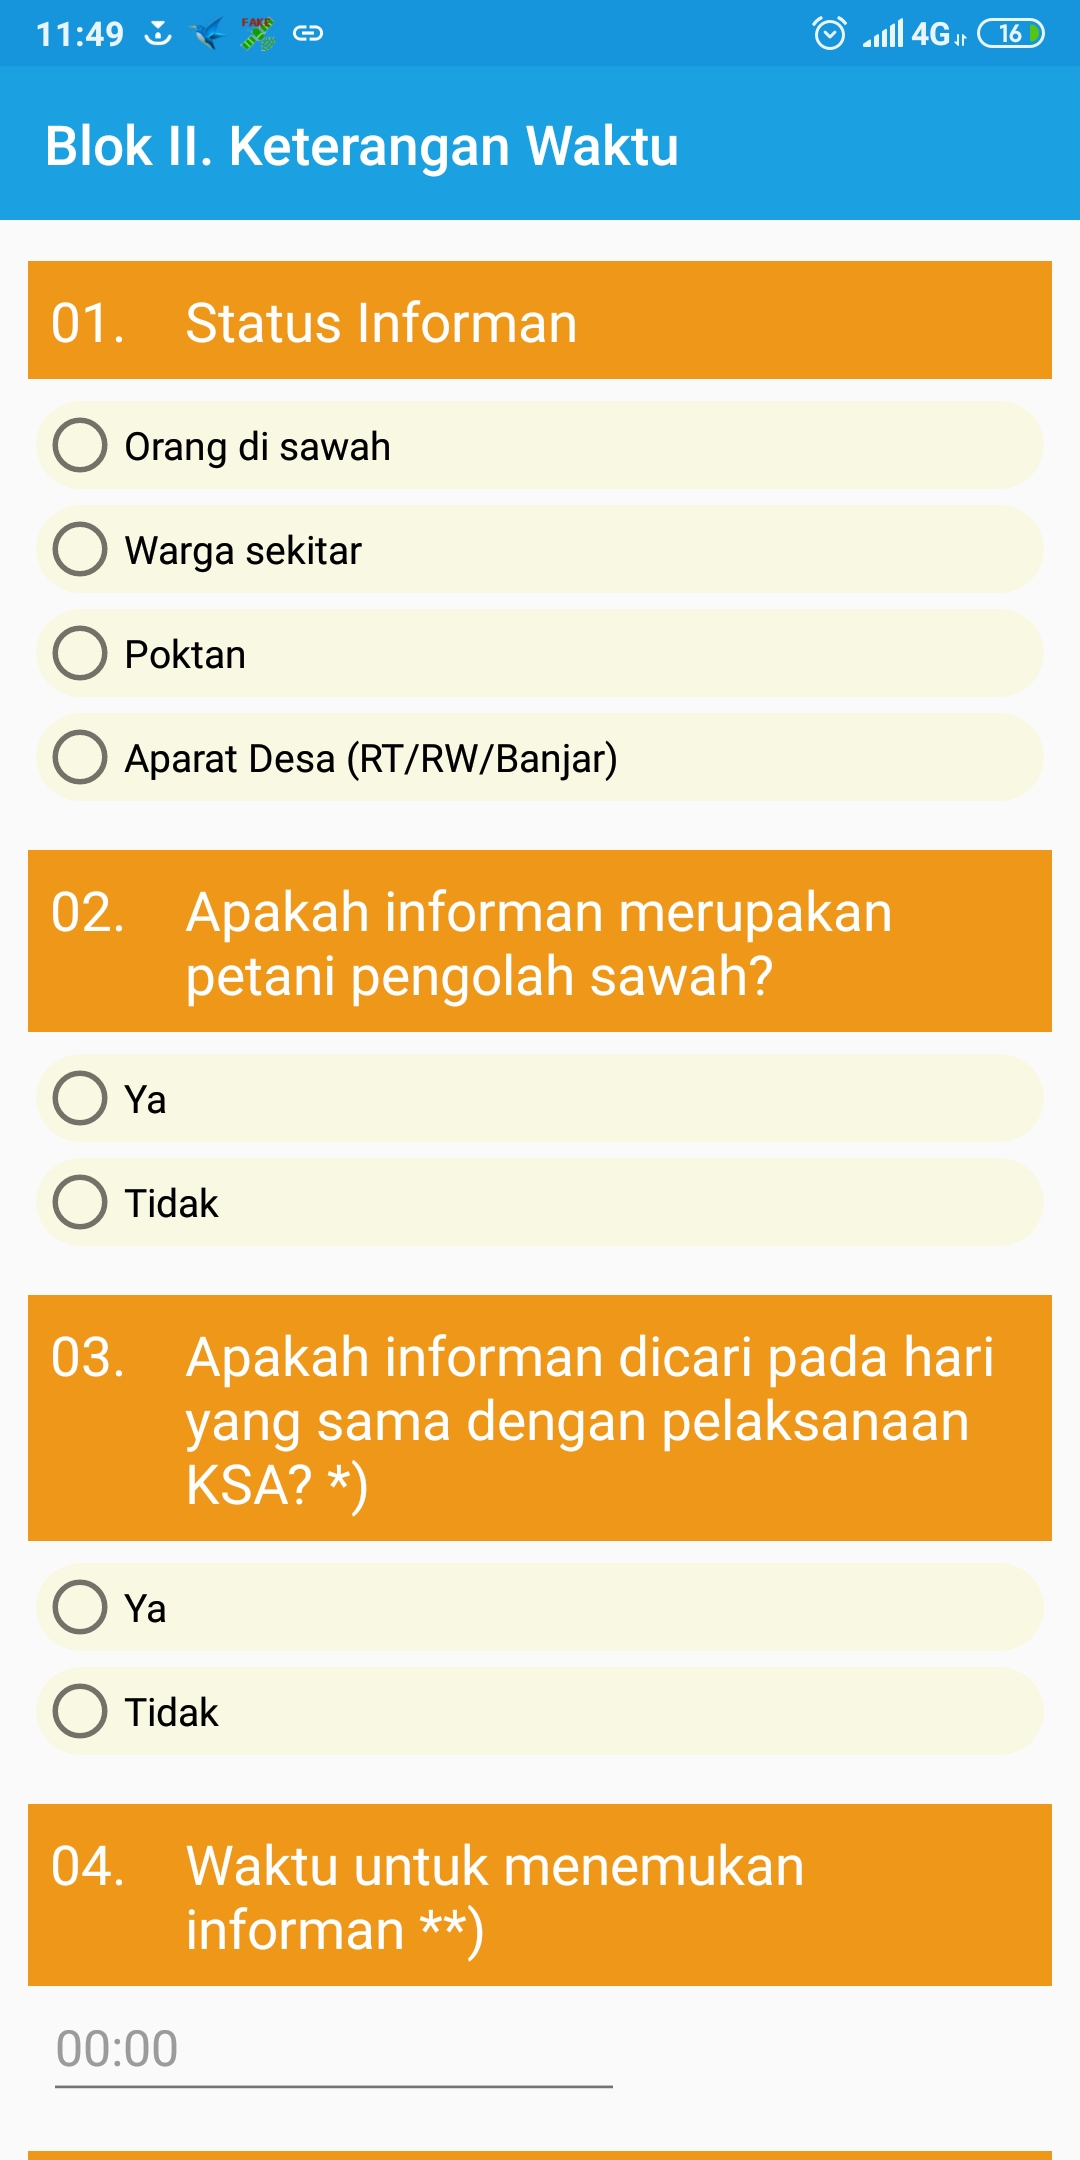 11:49 FAKE 4G 16
Blok II. Keterangan Waktu
01. Status Informan
Orang di sawah
Warga sekitar
Poktan
Aparat Desa (RT/RW/Banjar)
02. Apakah informan merupakan
petani pengolah sawah?
Ya
Tidak
03. Apakah informan dicari pada hari
yang sama dengan pelaksanaan
KSA? *)
Ya
Tidak
04. Waktu untuk menemukan
informan **)
00:00